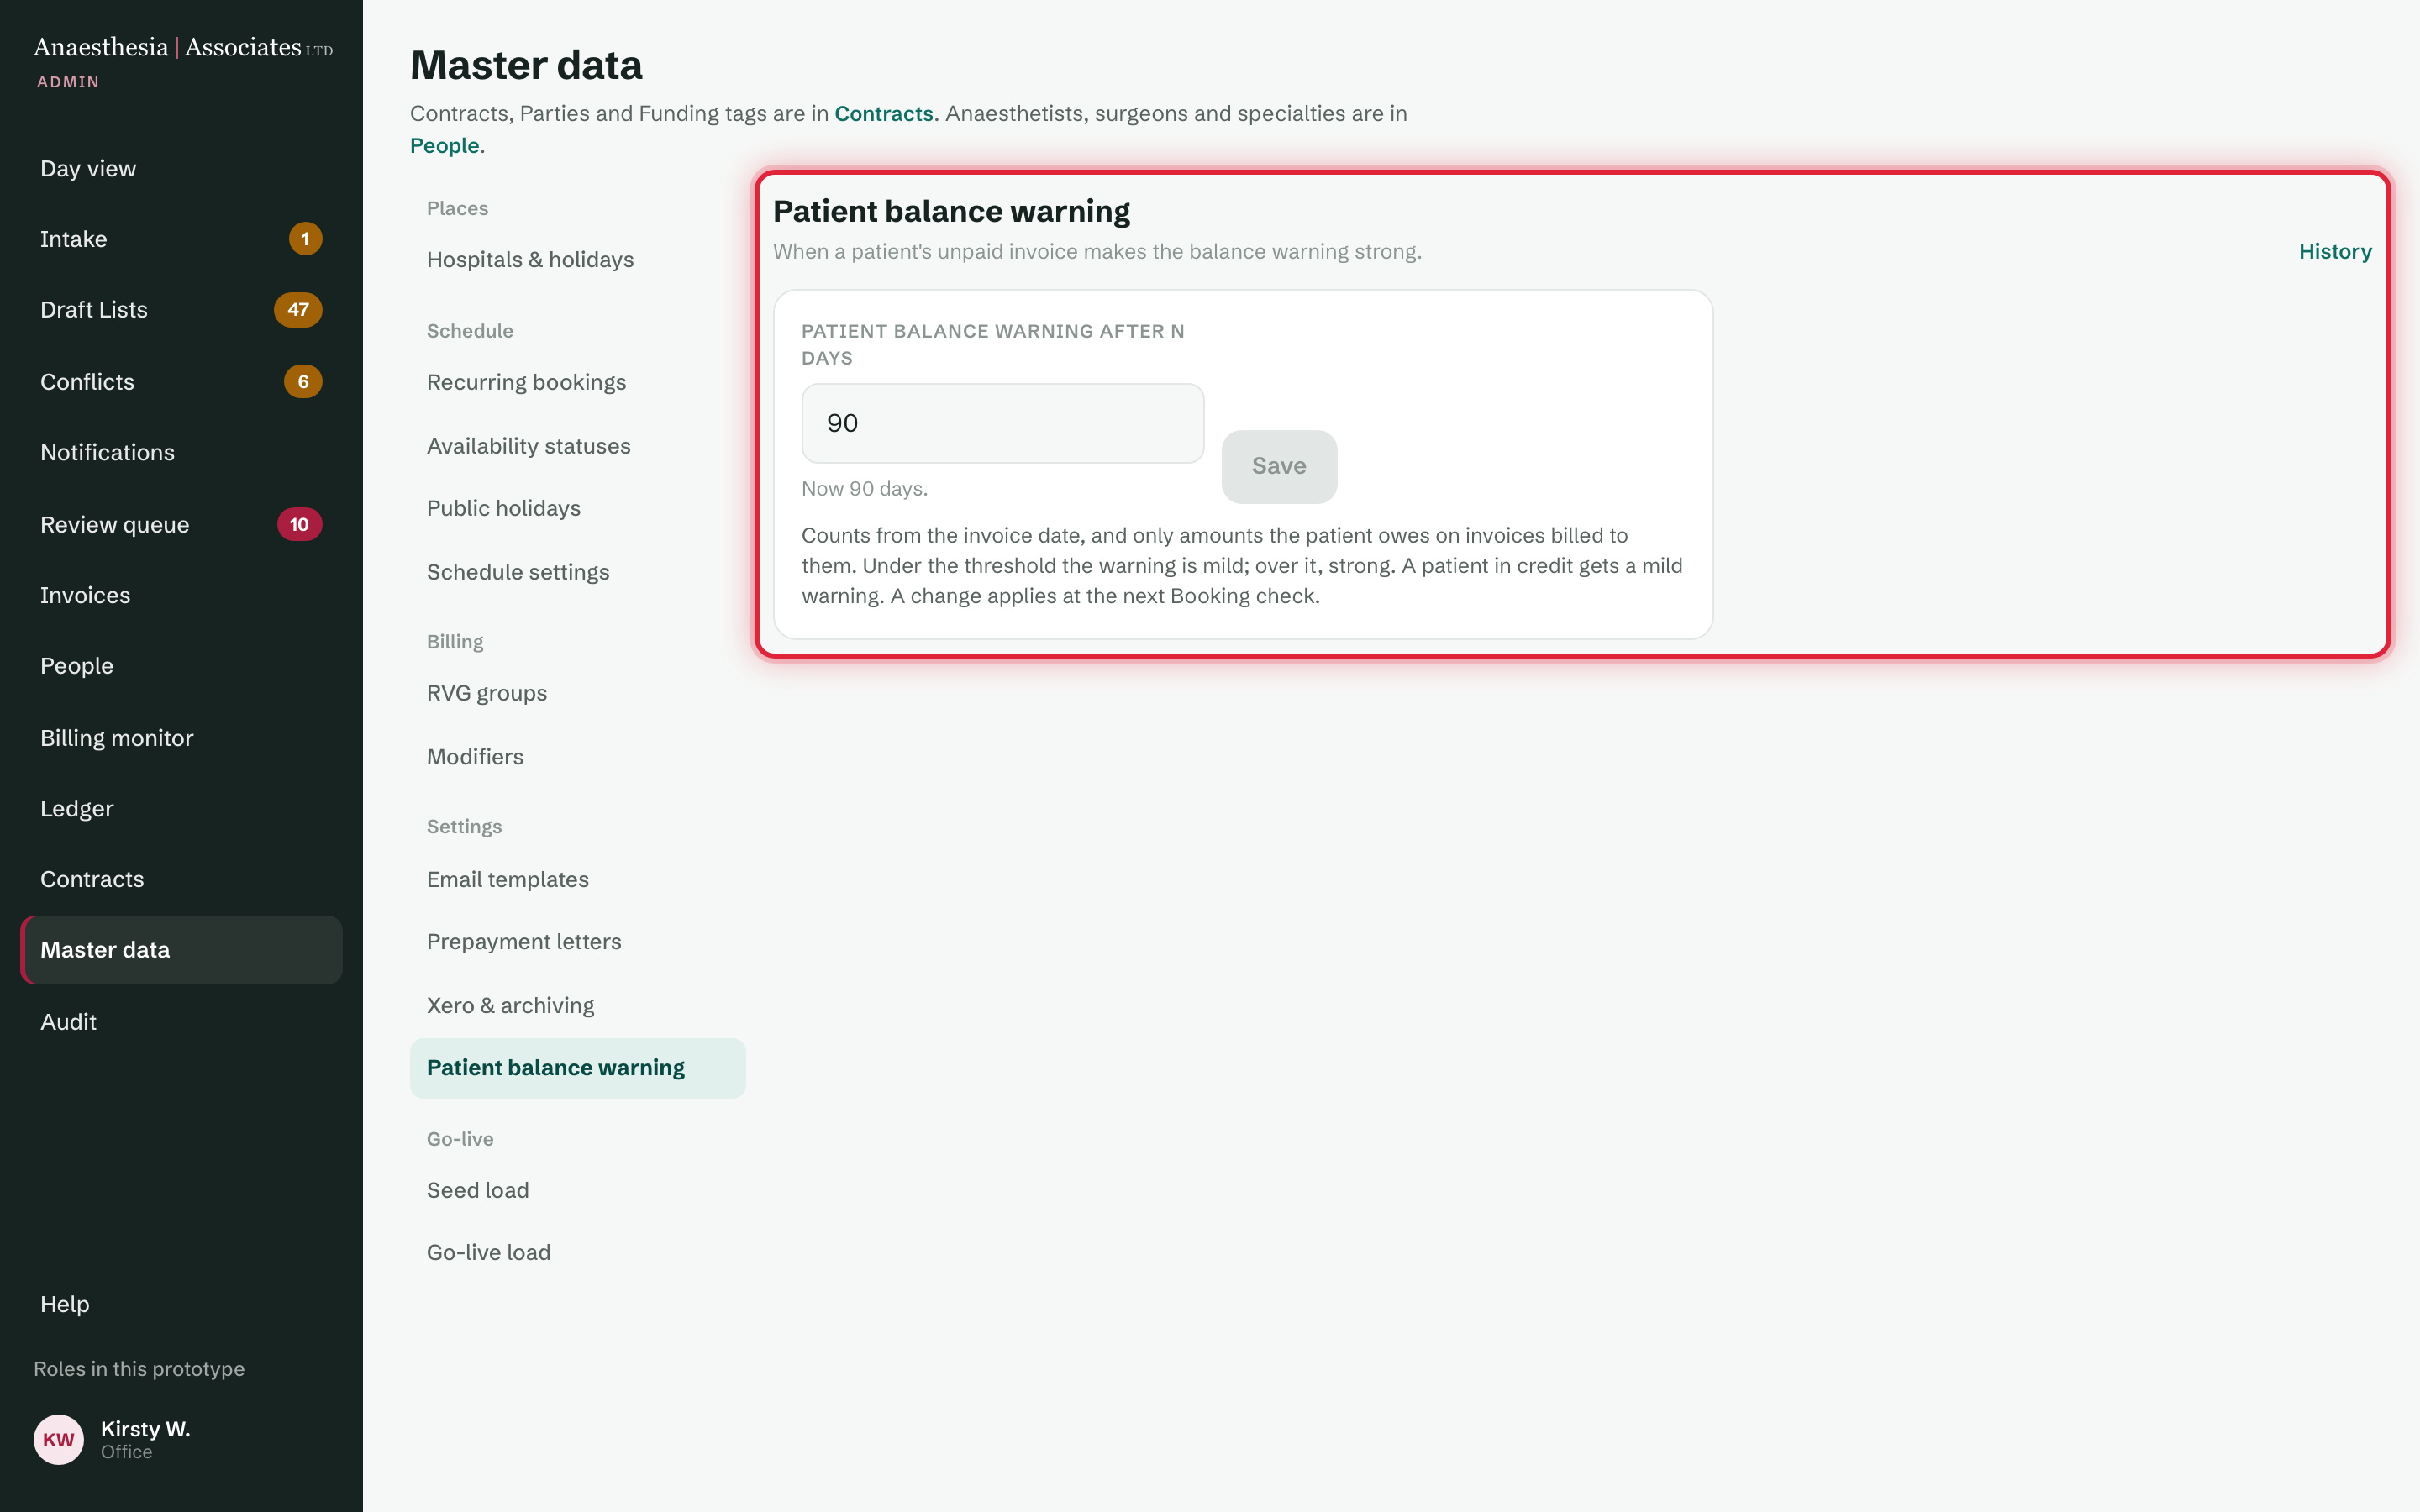 Anaesthesia | Associates LTD
ADMIN
Day view
Intake 1
Draft Lists 47
Conflicts 6
Notifications
Review queue 10
Invoices
People
Billing monitor
Ledger
Contracts
Master data
Audit
Help
Roles in this prototype
KW
Kirsty W.
Office
Master data
Contracts, Parties and Funding tags are in Contracts. Anaesthetists, surgeons and specialties are in
People.
Places
Hospitals & holidays
Schedule
Recurring bookings
Availability statuses
Public holidays
Schedule settings
Billing
RVG groups
Modifiers
Settings
Email templates
Prepayment letters
Xero & archiving
Patient balance warning
Go-live
Seed load
Go-live load
Patient balance warning
When a patient's unpaid invoice makes the balance warning strong.
History
PATIENT BALANCE WARNING AFTER N
DAYS
90
Save
Now 90 days.
Counts from the invoice date, and only amounts the patient owes on invoices billed to
them. Under the threshold the warning is mild; over it, strong. A patient in credit gets a mild
warning. A change applies at the next Booking check.